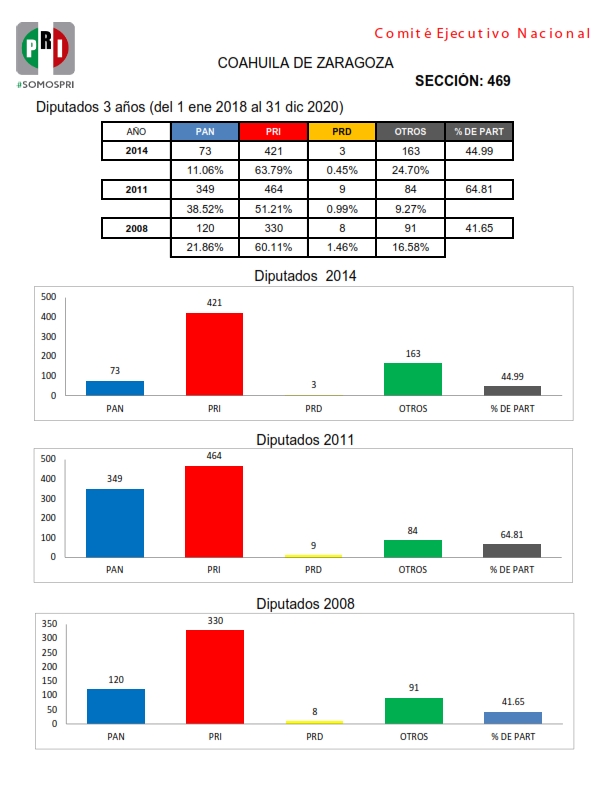 Comité Ejecutivo Nacional
PRI
#SOMOSPRI
COAHUILA DE ZARAGOZA
SECCIÓN: 469
Diputados 3 años (del 1 ene 2018 al 31 dic 2020)
AÑO PAN PRI PRD OTROS % DE PART
2014 73 421 3 163 44.99
11.06% 63.79% 0.45% 24.70%
2011 349 464 9 84 64.81
38.52% 51.21% 0.99% 9.27%
2008 120 330 8 91 41.65
21.86% 60.11% 1.46% 16.58%
Diputados 2014
500
400
300
200
100
0
73 421 3 163 44.99
PAN PRI PRD OTROS % DE PART
Diputados 2011
500
400
300
200
100
0
349 464 9 84 64.81
PAN PRI PRD OTROS % DE PART
Diputados 2008
350
300
250
200
150
100
50
0
120 330 8 91 41.65
PAN PRI PRD OTROS % DE PART